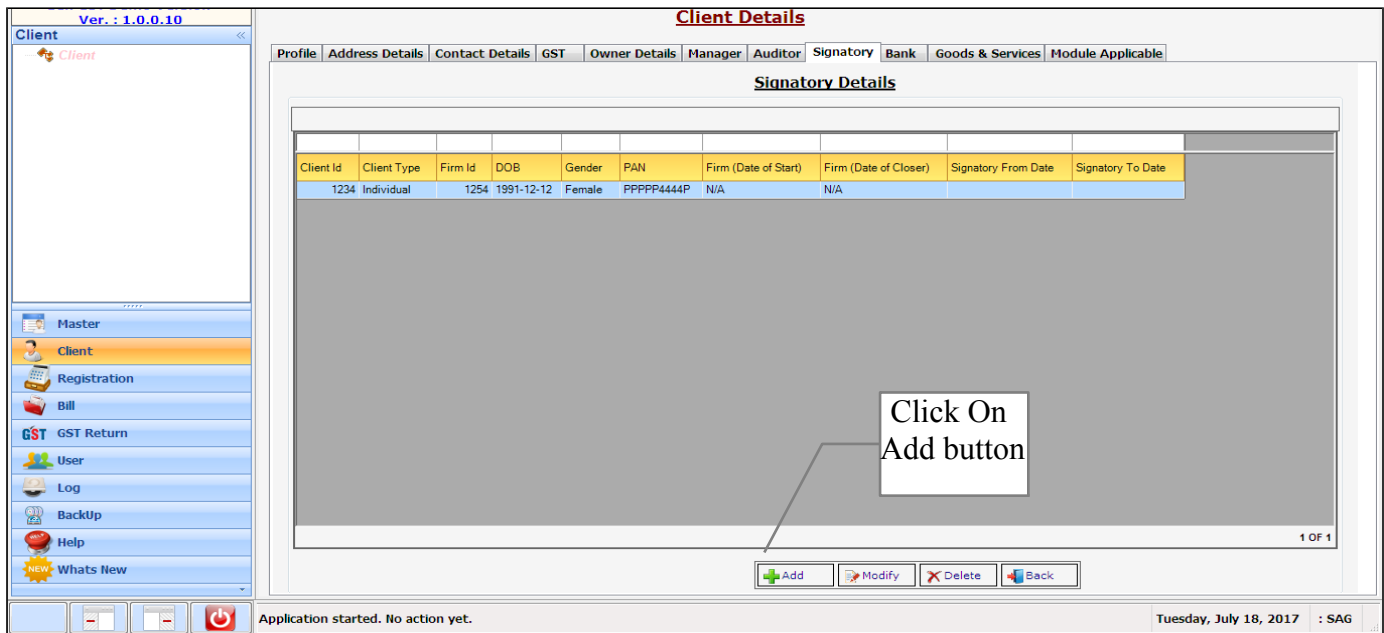 Ver. : 1.0.0.10
Client Details
Client
Client
Profile Address Details Contact Details GST Owner Details Manager Auditor Signatory Bank Goods & Services Module Applicable
Signatory Details
Client Id Client Type Firm Id DOB Gender PAN Firm (Date of Start) Firm (Date of Closer) Signatory From Date Signatory To Date
1234 Individual 1254 1991-12-12 Female PPPPP4444P N/A N/A
Master
Client
Registration
Bill
GST GST Return
User
Log
BackUp
HELP Help
NEW Whats New
Click On
Add button
1 OF 1
Add Modify Delete Back
Application started. No action yet.
Tuesday, July 18, 2017 : SAG